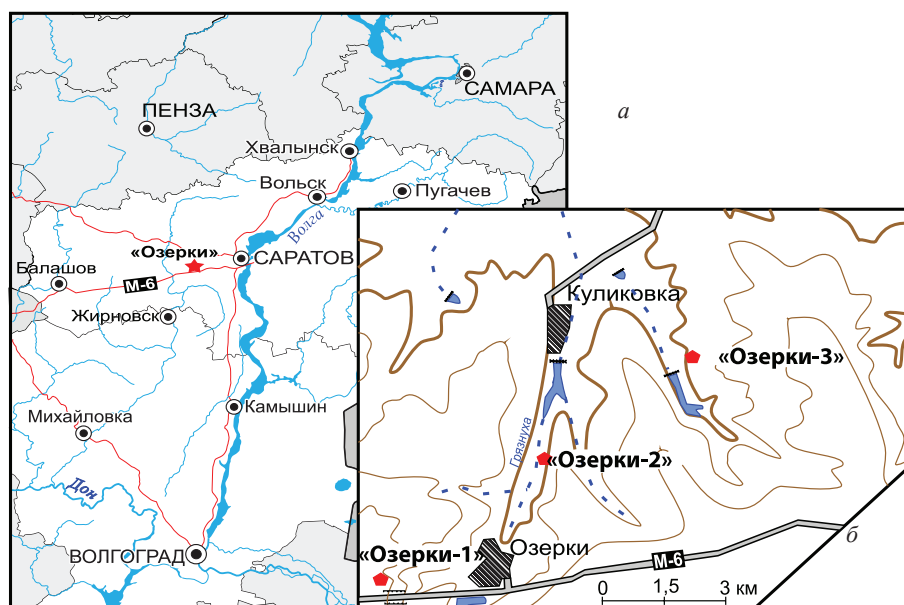 а
САМАРА
ПЕНЗА
Хвалынск
Вольск
Пугачев
Волга
«Озерки»
САРАТОВ
Балашов
М-6
Жирновск
Камышин
Михайловка
Дон
ВОЛГОГРАД
Куликовка
«Озерки-3»
Грязнуха
«Озерки-2»
б
«Озерки-1»
Озерки
М-6
0 1,5 3 км